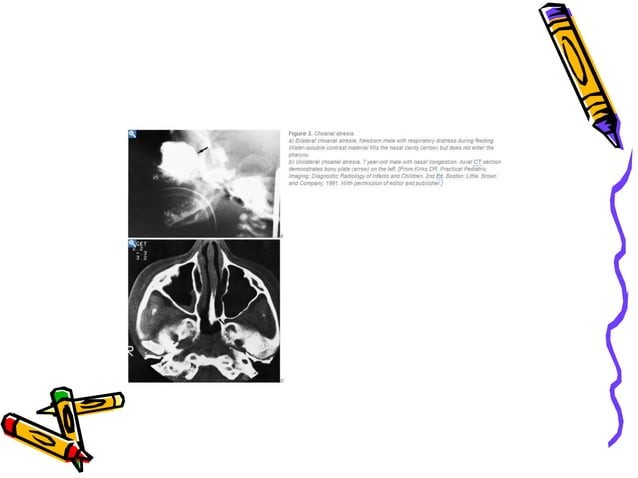 Figure 2. Choanal atresia.
a) Bilateral choanal atresia. Newborn male with respiratory distress during feeding.
Water-soluble contrast material fills the nasal cavity (arrow) but does not enter the
pharynx.
b) Unilateral choanal atresia. 7 year-old male with nasal congestion. Axial CT section
demonstrates bony plate (arrow) on the left. [From Kirks DR. Practical Pediatric
Imaging: Diagnostic Radiology of Infants and Children, 2nd Ed. Boston: Little, Brown
and Company, 1991. With permission of editor and publisher.]
R